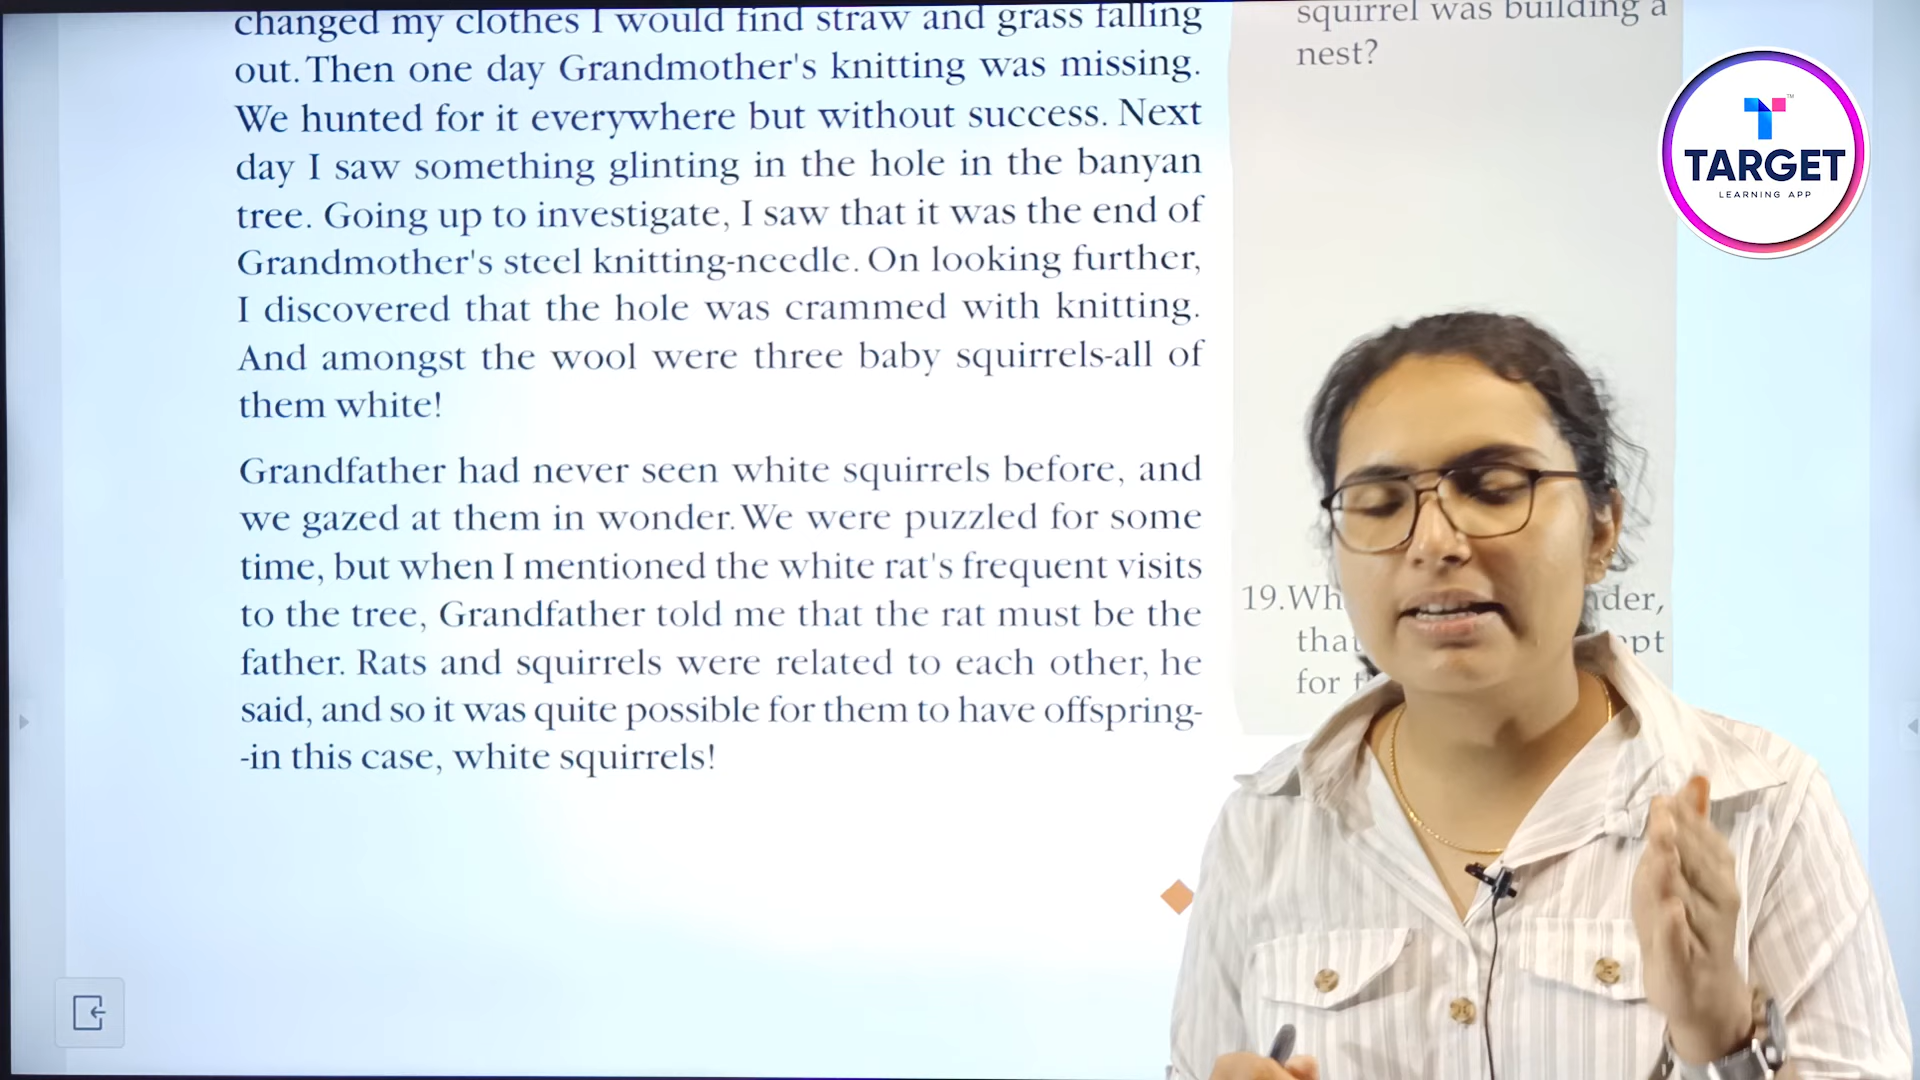 changed my clothes I would find straw and grass falling
out. Then one day Grandmother's knitting was missing.
We hunted for it everywhere but without success. Next
day I saw something glinting in the hole in the banyan
tree. Going up to investigate, I saw that it was the end of
Grandmother's steel knitting-needle. On looking further,
I discovered that the hole was crammed with knitting.
And amongst the wool were three baby squirrels-all of
them white!
Grandfather had never seen white squirrels before, and
we gazed at them in wonder. We were puzzled for some
time, but when I mentioned the white rat's frequent visits
to the tree, Grandfather told me that the rat must be the
father. Rats and squirrels were related to each other, he
said, and so it was quite possible for them to have offspring-
-in this case, white squirrels!
squirrel was building a
nest?
19.
for
TARGET
LEARNING APP
TM